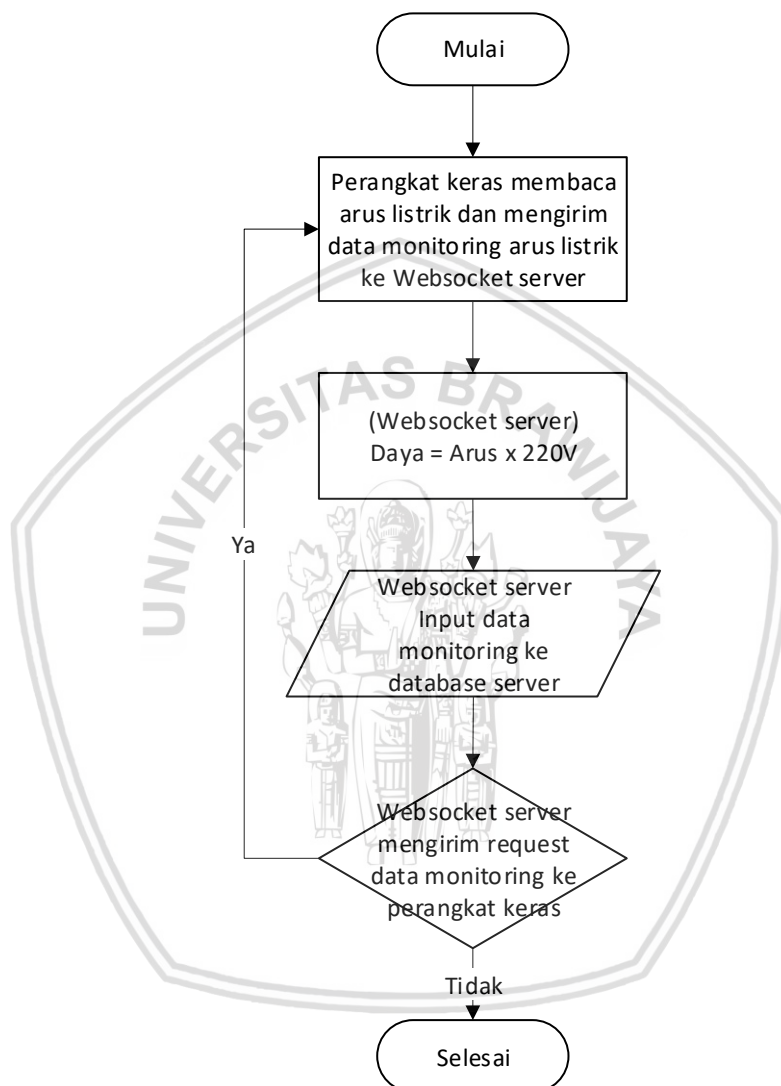 Mulai
Perangkat keras membaca
arus listrik dan mengirim
data monitoring arus listrik
ke Websocket server
UNIVERSITAS BRAWIJAYA
(Websocket server)
Daya = Arus x 220V
Ya
Websocket server
Input data
monitoring ke
database server
Websocket server
mengirim request
data monitoring ke
perangkat keras
Tidak
Selesai